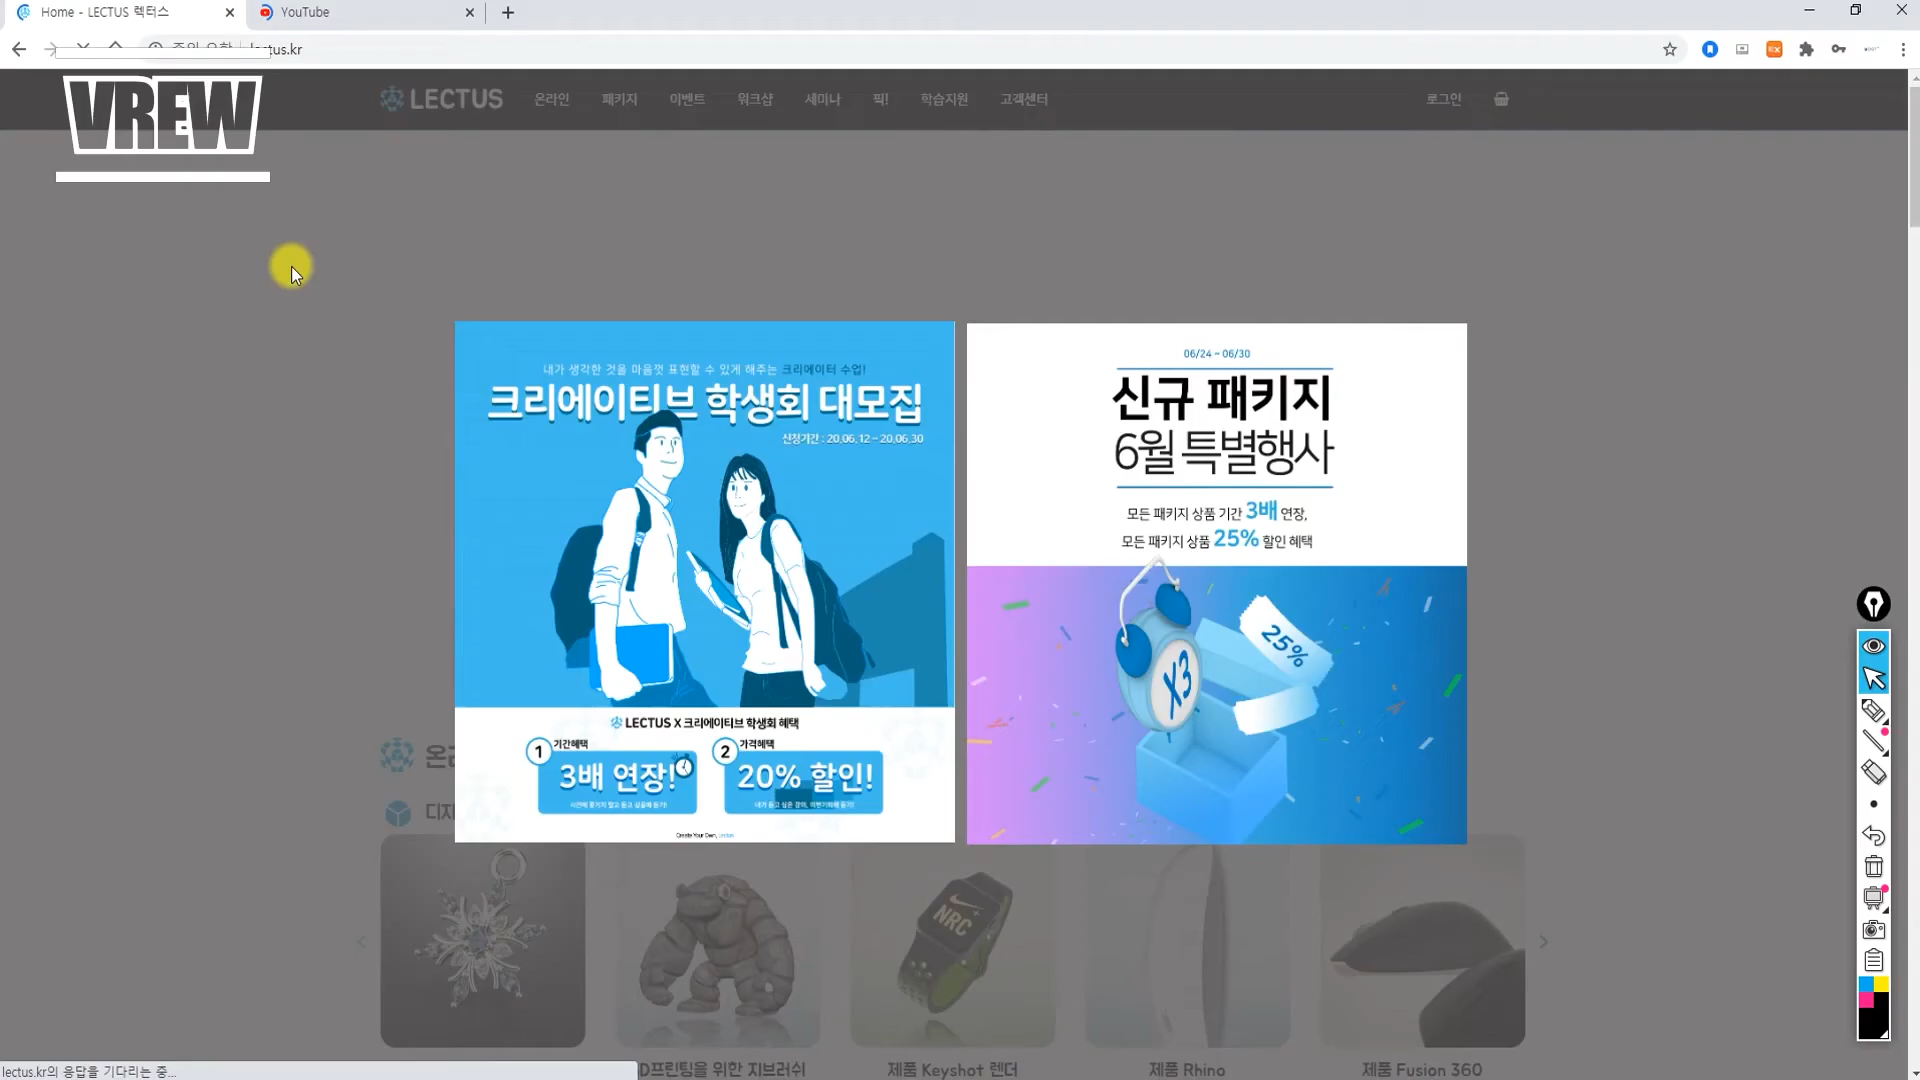 Home - LECTUS 렉터스
YouTube
lectus.kr
VREW
LECTUS 온라인 패키지 이벤트 워크샵 세미나 픽! 학습지원 고객센터 로그인
내가 생각한 것을 마음껏 표현할 수 있게 해주는 크리에이터 수업!
크리에이티브 학생회 대모집
신청기간 : 20.06.12 ~ 20.06.30
LECTUS X 크리에이티브 학생회 혜택
1 기간혜택
3배 연장!
2 가격혜택
20% 할인!
Create Your Own, Lectus
06/24 ~ 06/30
신규 패키지
6월 특별행사
모든 패키지 상품 기간 3배 연장,
모든 패키지 상품 25% 할인 혜택
25%
X3
NRC
D프린팅을 위한 지브러쉬
제품 Keyshot 렌더
제품 Rhino
제품 Fusion 360
lectus.kr의 응답을 기다리는 중...